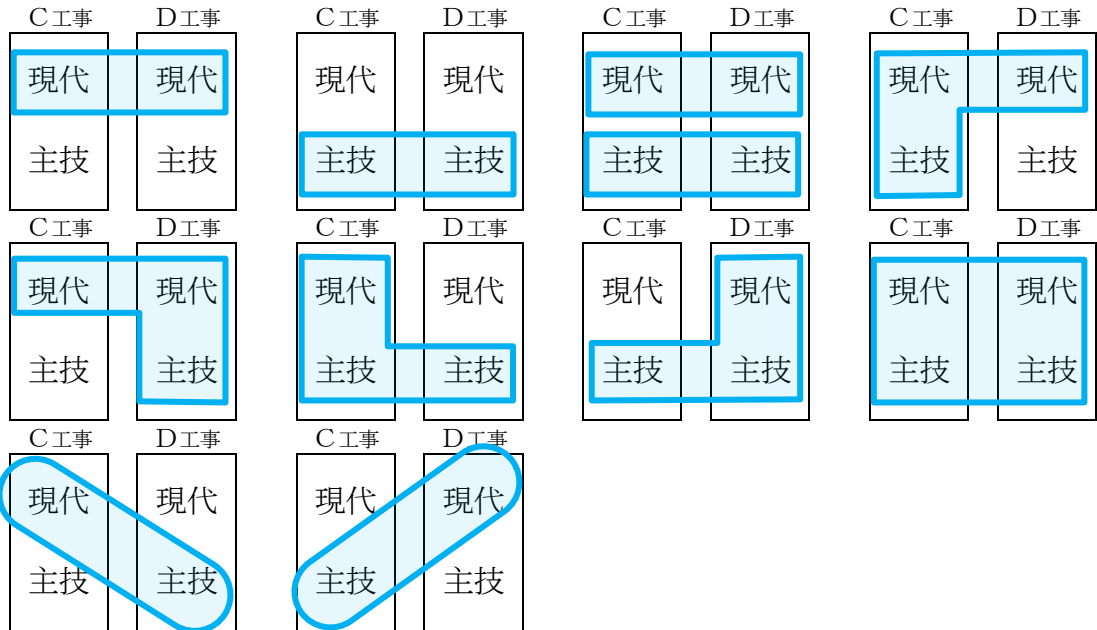 C工事 D工事 C工事 D工事 C工事 D工事 C工事 D工事
現代 現代 現代 現代 現代 現代 現代 現代
主技 主技 主技 主技 主技 主技 主技 主技
C工事 D工事 C工事 D工事 C工事 D工事 C工事 D工事
現代 現代 現代 現代 現代 現代 現代 現代
主技 主技 主技 主技 主技 主技 主技 主技
C工事 D工事 C工事 D工事
現代 現代 現代 現代
主技 主技 主技 主技